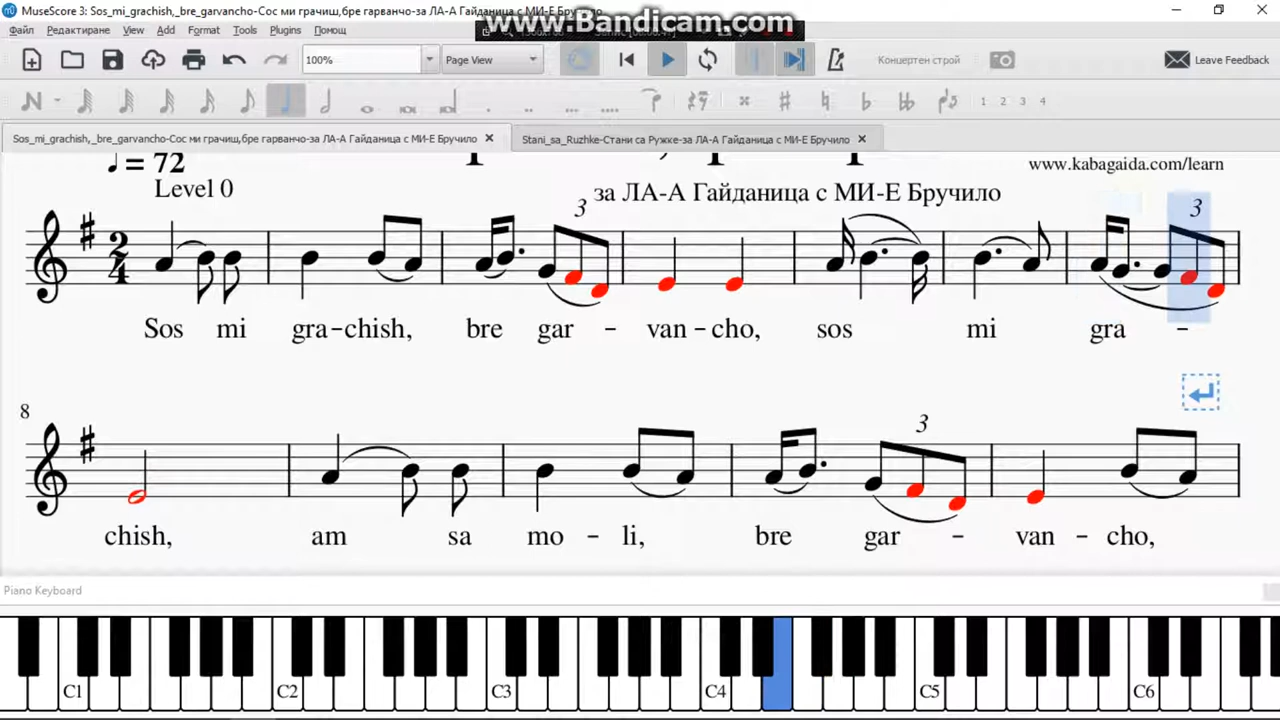 MuseScore 3: Sos_mi_grachish,_bre_garvancho-Сос ми грачиш,бре гарванчо-за ЛА-А Гайданица с МИ-Е Бручило
www.Bandicam.com
Файл Редактиране View Add Format Tools Plugins Помощ
100% Page View Концертен строй Leave Feedback
1 2 3 4
Sos_mi_grachish,_bre_garvancho-Сос ми грачиш,бре гарванчо-за ЛА-А Гайданица с МИ-Е Бручило Stani_sa_Ruzhke-Стани са Ружке-за ЛА-А Гайданица с МИ-Е Бручило
= 72
www.kabagaida.com/learn
Level 0
за ЛА-А Гайданица с МИ-Е Бручило
3 3
2
4
Sos mi gra-chish, bre gar - van-cho, sos mi gra -
8
3
chish, am sa mo - li, bre gar - van - cho,
Piano Keyboard
C1 C2 C3 C4 C5 C6